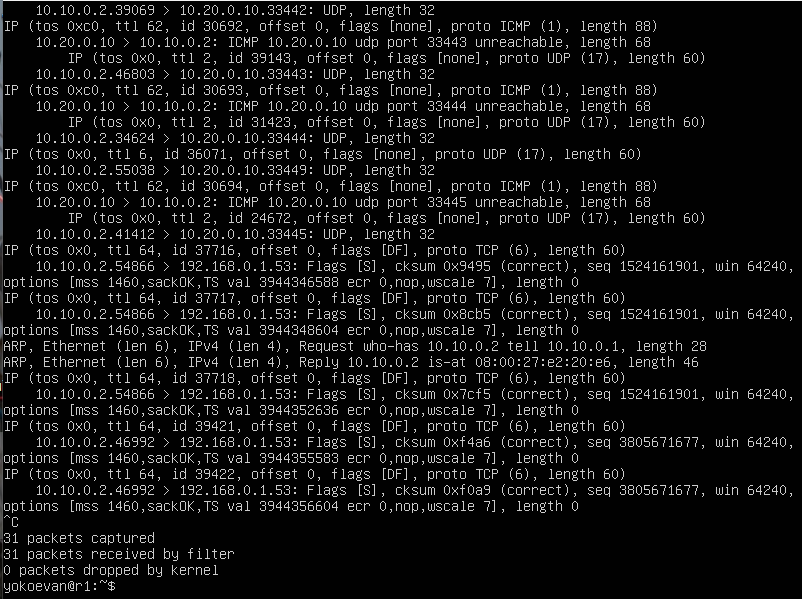 10.10.0.2.39069 > 10.20.0.10.33442: UDP, length 32
IP (tos 0xc0, ttl 62, id 30692, offset 0, flags [none], proto ICMP (1), length 88)
    10.20.0.10 > 10.10.0.2: ICMP 10.20.0.10 udp port 33443 unreachable, length 68
        IP (tos 0x0, ttl 2, id 39143, offset 0, flags [none], proto UDP (17), length 60)
    10.10.0.2.46803 > 10.20.0.10.33443: UDP, length 32
IP (tos 0xc0, ttl 62, id 30693, offset 0, flags [none], proto ICMP (1), length 88)
    10.20.0.10 > 10.10.0.2: ICMP 10.20.0.10 udp port 33444 unreachable, length 68
        IP (tos 0x0, ttl 2, id 31423, offset 0, flags [none], proto UDP (17), length 60)
    10.10.0.2.34624 > 10.20.0.10.33444: UDP, length 32
IP (tos 0x0, ttl 6, id 36071, offset 0, flags [none], proto UDP (17), length 60)
    10.10.0.2.55038 > 10.20.0.10.33449: UDP, length 32
IP (tos 0xc0, ttl 62, id 30694, offset 0, flags [none], proto ICMP (1), length 88)
    10.20.0.10 > 10.10.0.2: ICMP 10.20.0.10 udp port 33445 unreachable, length 68
        IP (tos 0x0, ttl 2, id 24672, offset 0, flags [none], proto UDP (17), length 60)
    10.10.0.2.41412 > 10.20.0.10.33445: UDP, length 32
IP (tos 0x0, ttl 64, id 37716, offset 0, flags [DF], proto TCP (6), length 60)
    10.10.0.2.54866 > 192.168.0.1.53: Flags [S], cksum 0x9495 (correct), seq 1524161901, win 64240,
options [mss 1460,sackOK,TS val 3944346588 ecr 0,nop,wscale 7], length 0
IP (tos 0x0, ttl 64, id 37717, offset 0, flags [DF], proto TCP (6), length 60)
    10.10.0.2.54866 > 192.168.0.1.53: Flags [S], cksum 0x8cb5 (correct), seq 1524161901, win 64240,
options [mss 1460,sackOK,TS val 3944348604 ecr 0,nop,wscale 7], length 0
ARP, Ethernet (len 6), IPv4 (len 4), Request who-has 10.10.0.2 tell 10.10.0.1, length 28
ARP, Ethernet (len 6), IPv4 (len 4), Reply 10.10.0.2 is-at 08:00:27:e2:20:e6, length 46
IP (tos 0x0, ttl 64, id 37718, offset 0, flags [DF], proto TCP (6), length 60)
    10.10.0.2.54866 > 192.168.0.1.53: Flags [S], cksum 0x7cf5 (correct), seq 1524161901, win 64240,
options [mss 1460,sackOK,TS val 3944352636 ecr 0,nop,wscale 7], length 0
IP (tos 0x0, ttl 64, id 39421, offset 0, flags [DF], proto TCP (6), length 60)
    10.10.0.2.46992 > 192.168.0.1.53: Flags [S], cksum 0xf4a6 (correct), seq 3805671677, win 64240,
options [mss 1460,sackOK,TS val 3944355583 ecr 0,nop,wscale 7], length 0
IP (tos 0x0, ttl 64, id 39422, offset 0, flags [DF], proto TCP (6), length 60)
    10.10.0.2.46992 > 192.168.0.1.53: Flags [S], cksum 0xf0a9 (correct), seq 3805671677, win 64240,
options [mss 1460,sackOK,TS val 3944356604 ecr 0,nop,wscale 7], length 0
^C
31 packets captured
31 packets received by filter
0 packets dropped by kernel
yokoevan@r1:~$